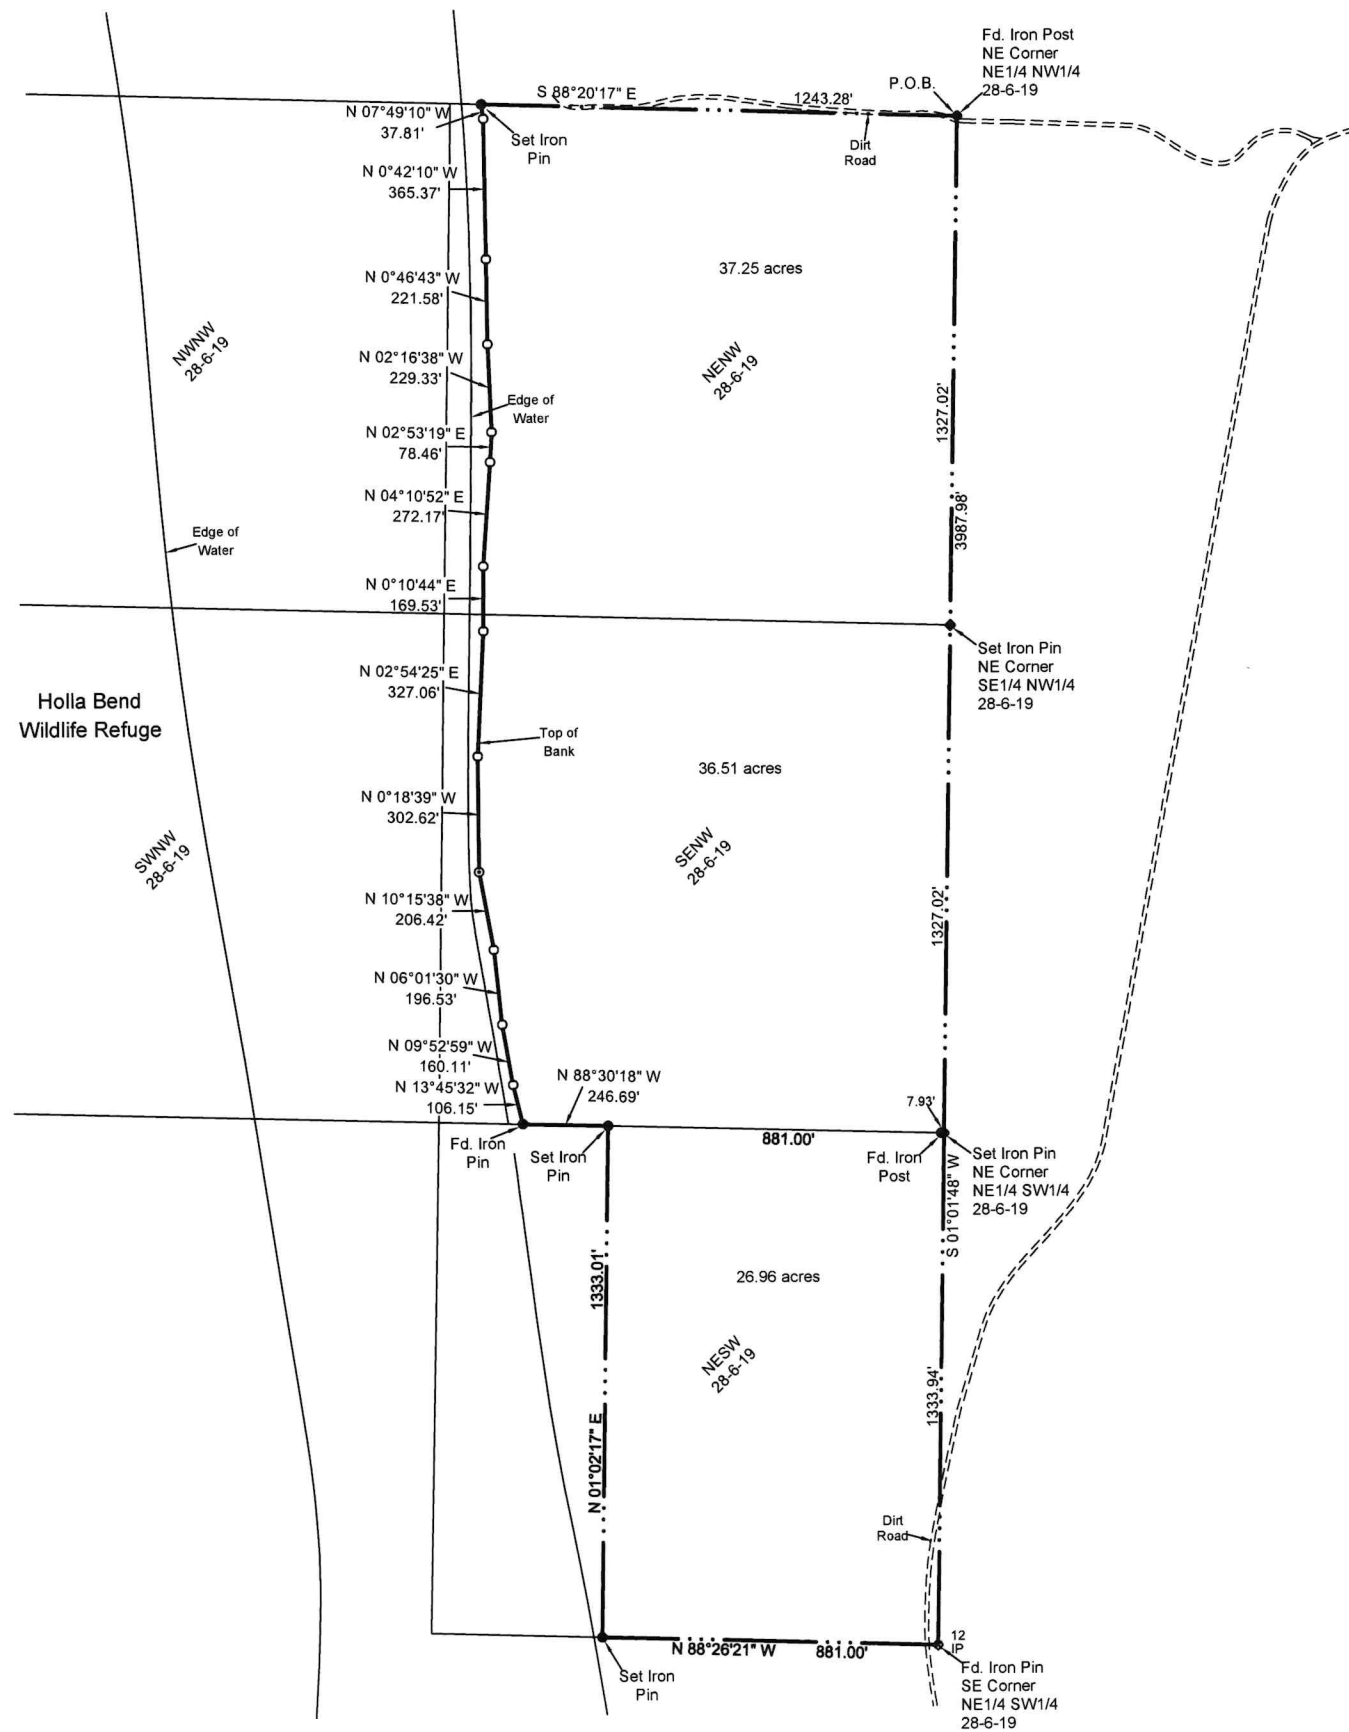 Fd. Iron Post
NE Corner
NE1/4 NW1/4
28-6-19
P.O.B.
S 88°20'17" E
1243.28'
N 07°49'10" W
37.81'
Set Iron
Pin
Dirt
Road
N 0°42'10" W
365.37'
37.25 acres
N 0°46'43" W
221.58'
NWNW
28-6-19
N 02°16'38" W
229.33'
NENW
28-6-19
Edge of
Water
1327.02'
N 02°53'19" E
78.46'
N 04°10'52" E
272.17'
3987.98'
Edge of
Water
N 0°10'44" E
169.53'
Set Iron Pin
NE Corner
SE1/4 NW1/4
28-6-19
N 02°54'25" E
327.06'
Holla Bend
Wildlife Refuge
Top of
Bank
36.51 acres
N 0°18'39" W
302.62'
SWNW
28-6-19
SENW
28-6-19
N 10°15'38" W
206.42'
1327.02'
N 06°01'30" W
196.53'
N 09°52'59" W
160.11'
N 88°30'18" W
246.69'
N 13°45'32" W
106.15'
7.93'
Fd. Iron
Pin
Set Iron
Pin
881.00'
Fd. Iron
Post
Set Iron Pin
NE Corner
NE1/4 SW1/4
28-6-19
S 01°01'48" W
1333.01'
26.96 acres
NESW
28-6-19
1333.94'
N 01°02'17" E
Dirt
Road
N 88°26'21" W
881.00'
12
IP
Set Iron
Pin
Fd. Iron Pin
SE Corner
NE1/4 SW1/4
28-6-19